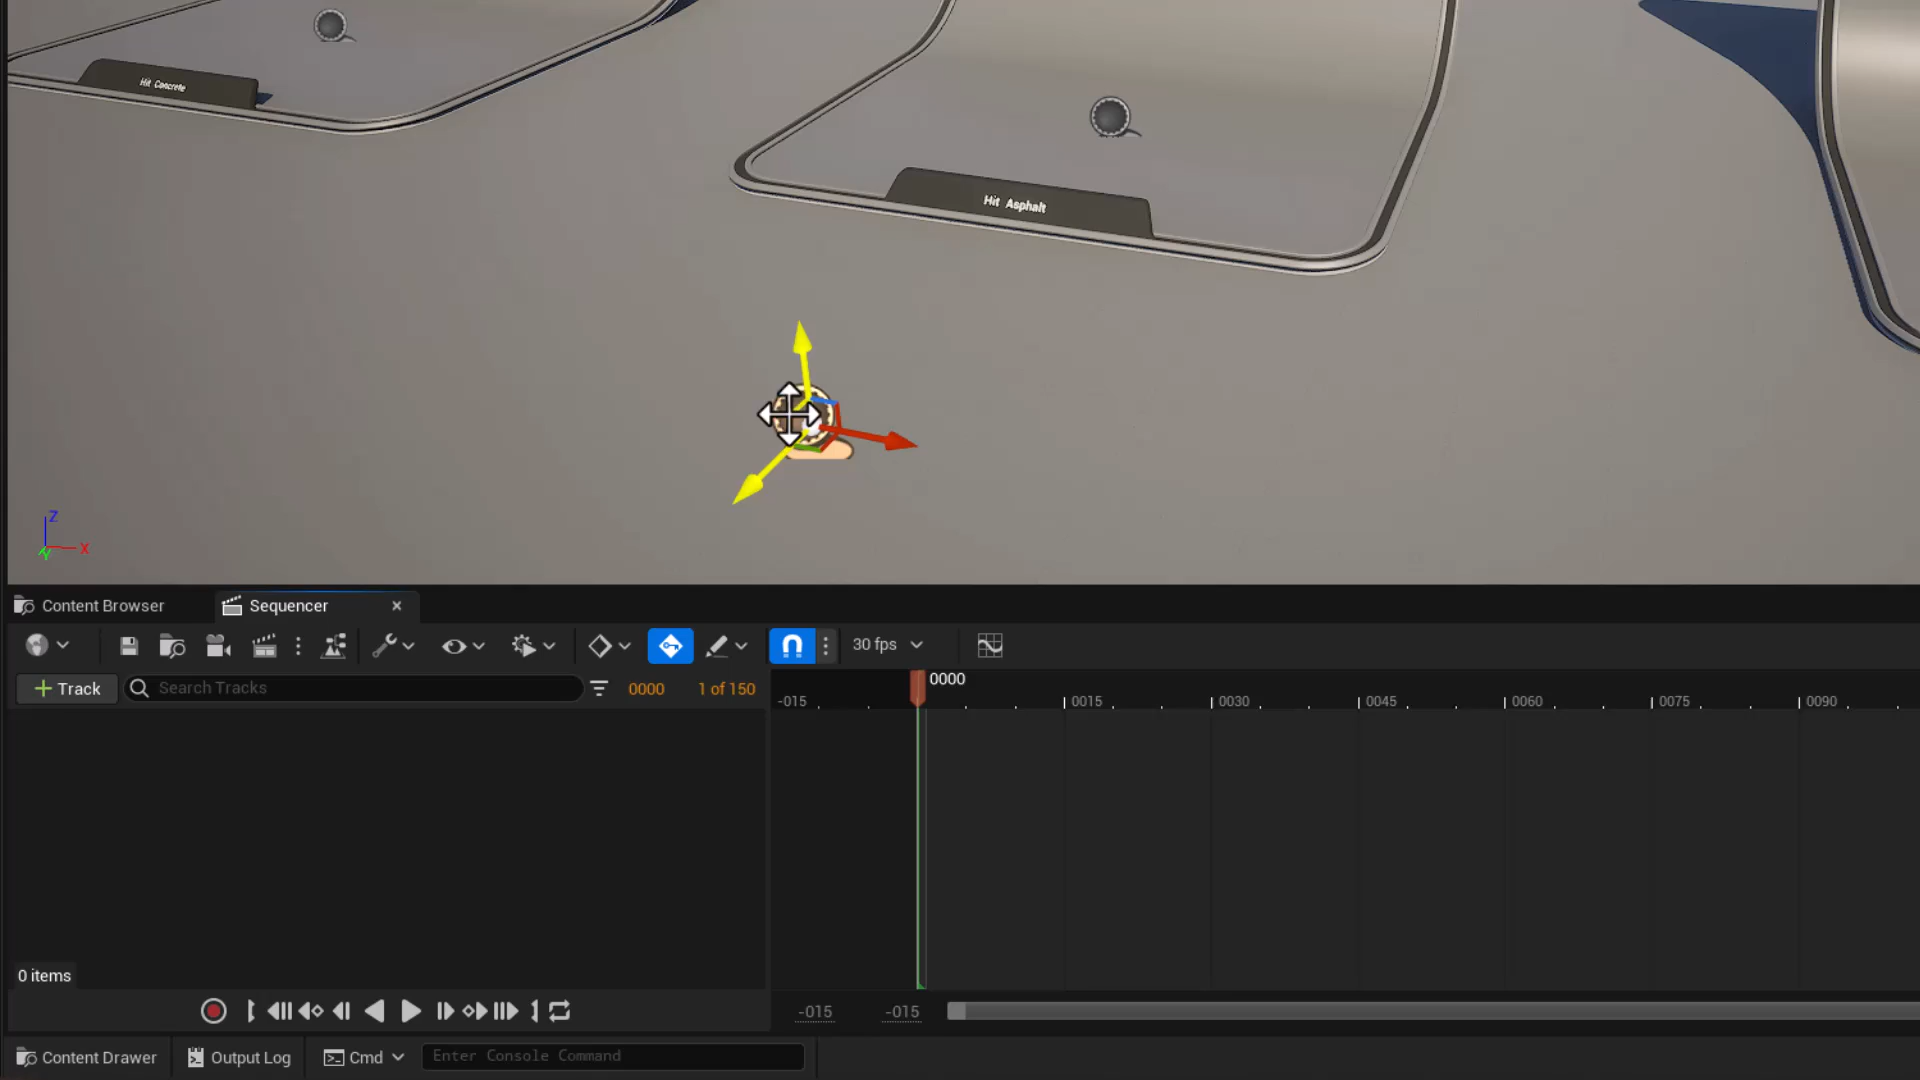 Hit Concrete
Hit Asphalt
Z
X
Y
Content Browser
Sequencer
30 fps
Track
Search Tracks
0000
1 of 150
0000
-015
0015
0030
0045
0060
0075
0090
0 items
-015
-015
Content Drawer
Output Log
Cmd
Enter Console Command